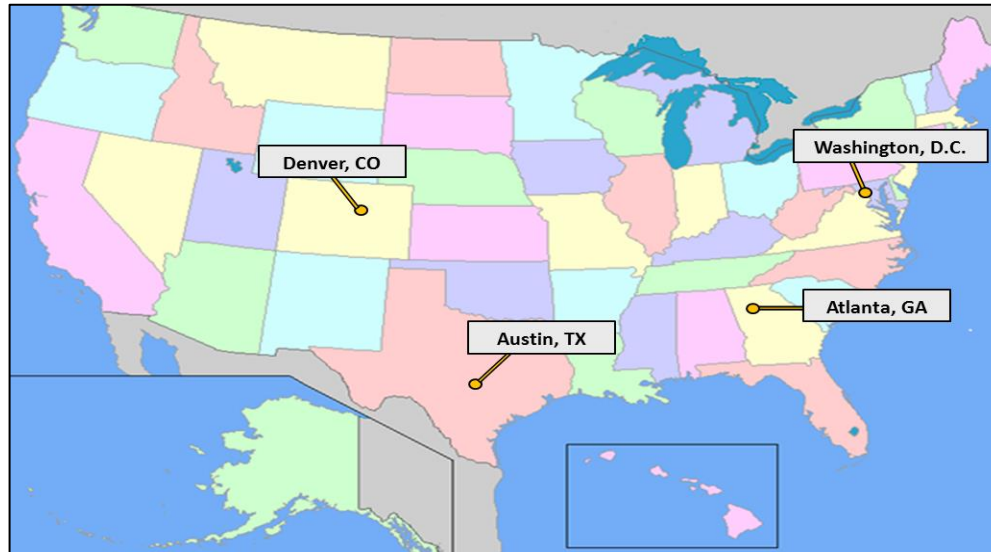 Washington, D.C.
Denver, CO
Atlanta, GA
Austin, TX